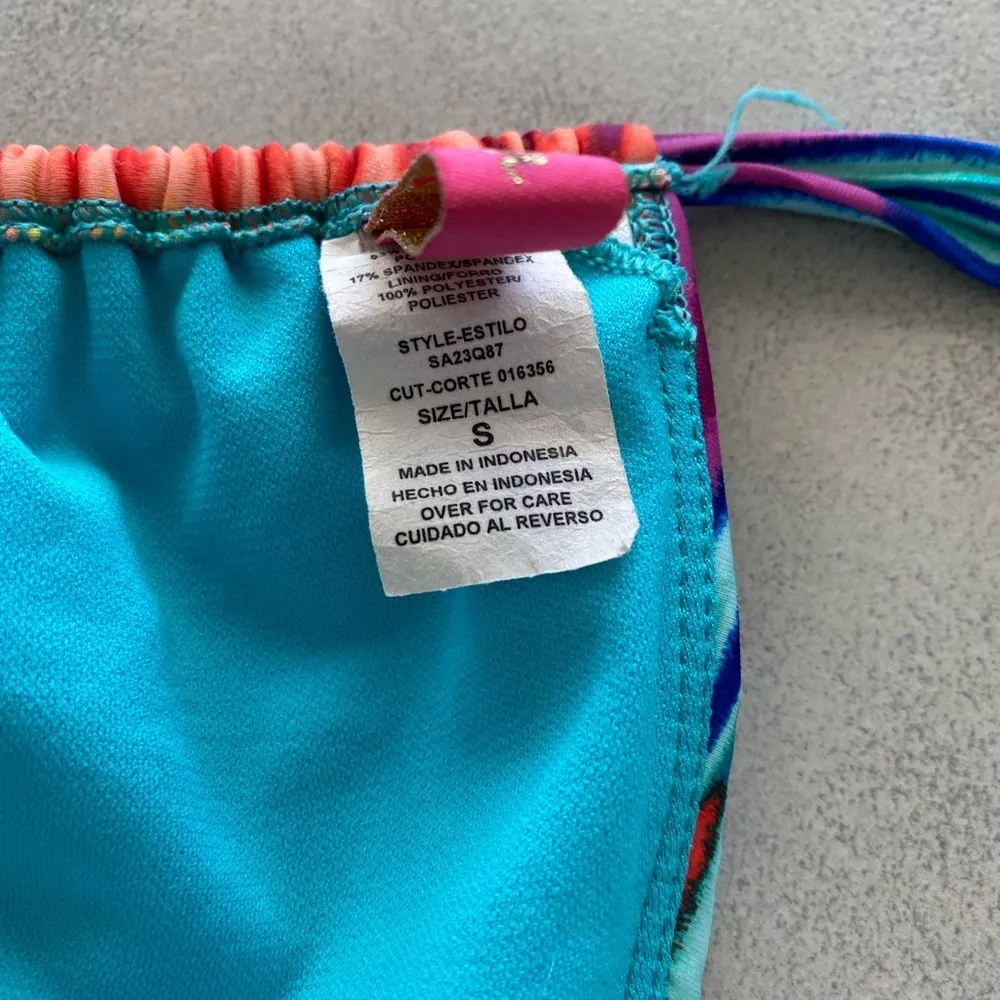 17% SPANDEX/SPANDEX
LINING/FORRO
100% POLYESTER/
POLIESTER
STYLE-ESTILO
SA23Q87
CUT-CORTE 016356
SIZE/TALLA
S
MADE IN INDONESIA
HECHO EN INDONESIA
OVER FOR CARE
CUIDADO AL REVERSO